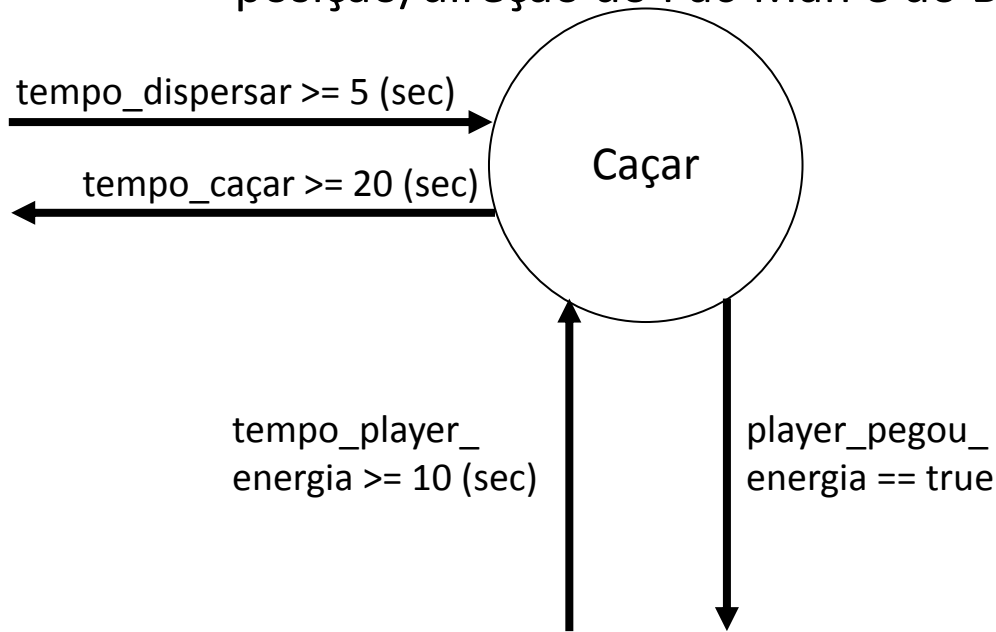 tempo_dispersar >= 5 (sec)
Caçar
tempo_caçar >= 20 (sec)
tempo_player_
energia >= 10 (sec)
player_pegou_
energia == true